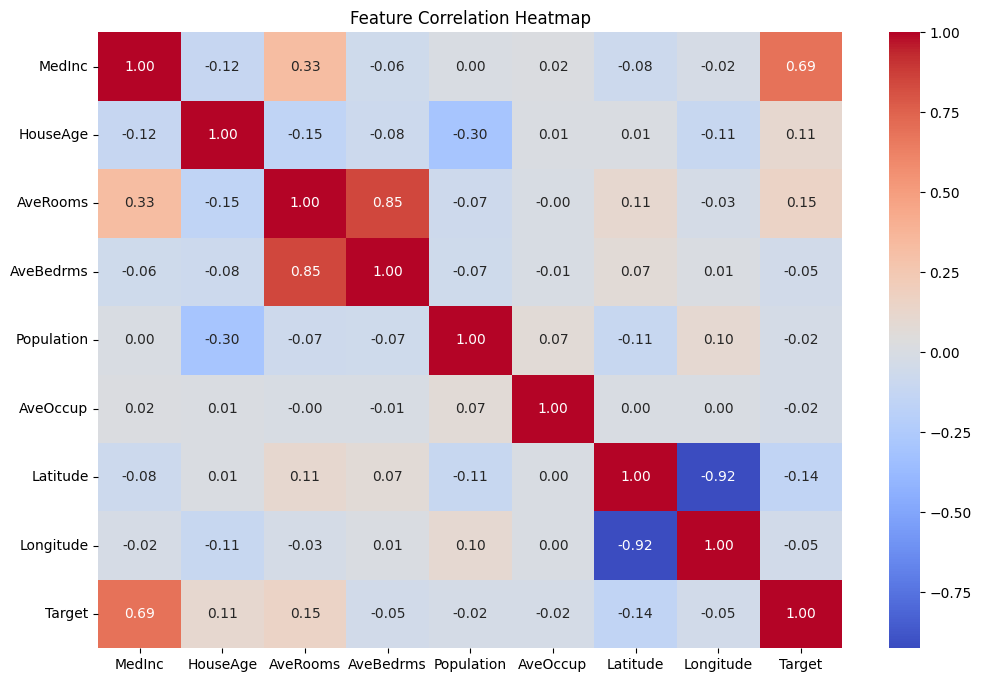 Feature Correlation Heatmap
MedInc 1.00 -0.12 0.33 -0.06 0.00 0.02 -0.08 -0.02 0.69
HouseAge -0.12 1.00 -0.15 -0.08 -0.30 0.01 0.01 -0.11 0.11
AveRooms 0.33 -0.15 1.00 0.85 -0.07 -0.00 0.11 -0.03 0.15
AveBedrms -0.06 -0.08 0.85 1.00 -0.07 -0.01 0.07 0.01 -0.05
Population 0.00 -0.30 -0.07 -0.07 1.00 0.07 -0.11 0.10 -0.02
AveOccup 0.02 0.01 -0.00 -0.01 0.07 1.00 0.00 0.00 -0.02
Latitude -0.08 0.01 0.11 0.07 -0.11 0.00 1.00 -0.92 -0.14
Longitude -0.02 -0.11 -0.03 0.01 0.10 0.00 -0.92 1.00 -0.05
Target 0.69 0.11 0.15 -0.05 -0.02 -0.02 -0.14 -0.05 1.00
MedInc HouseAge AveRooms AveBedrms Population AveOccup Latitude Longitude Target
1.00
0.75
0.50
0.25
0.00
−0.25
−0.50
−0.75